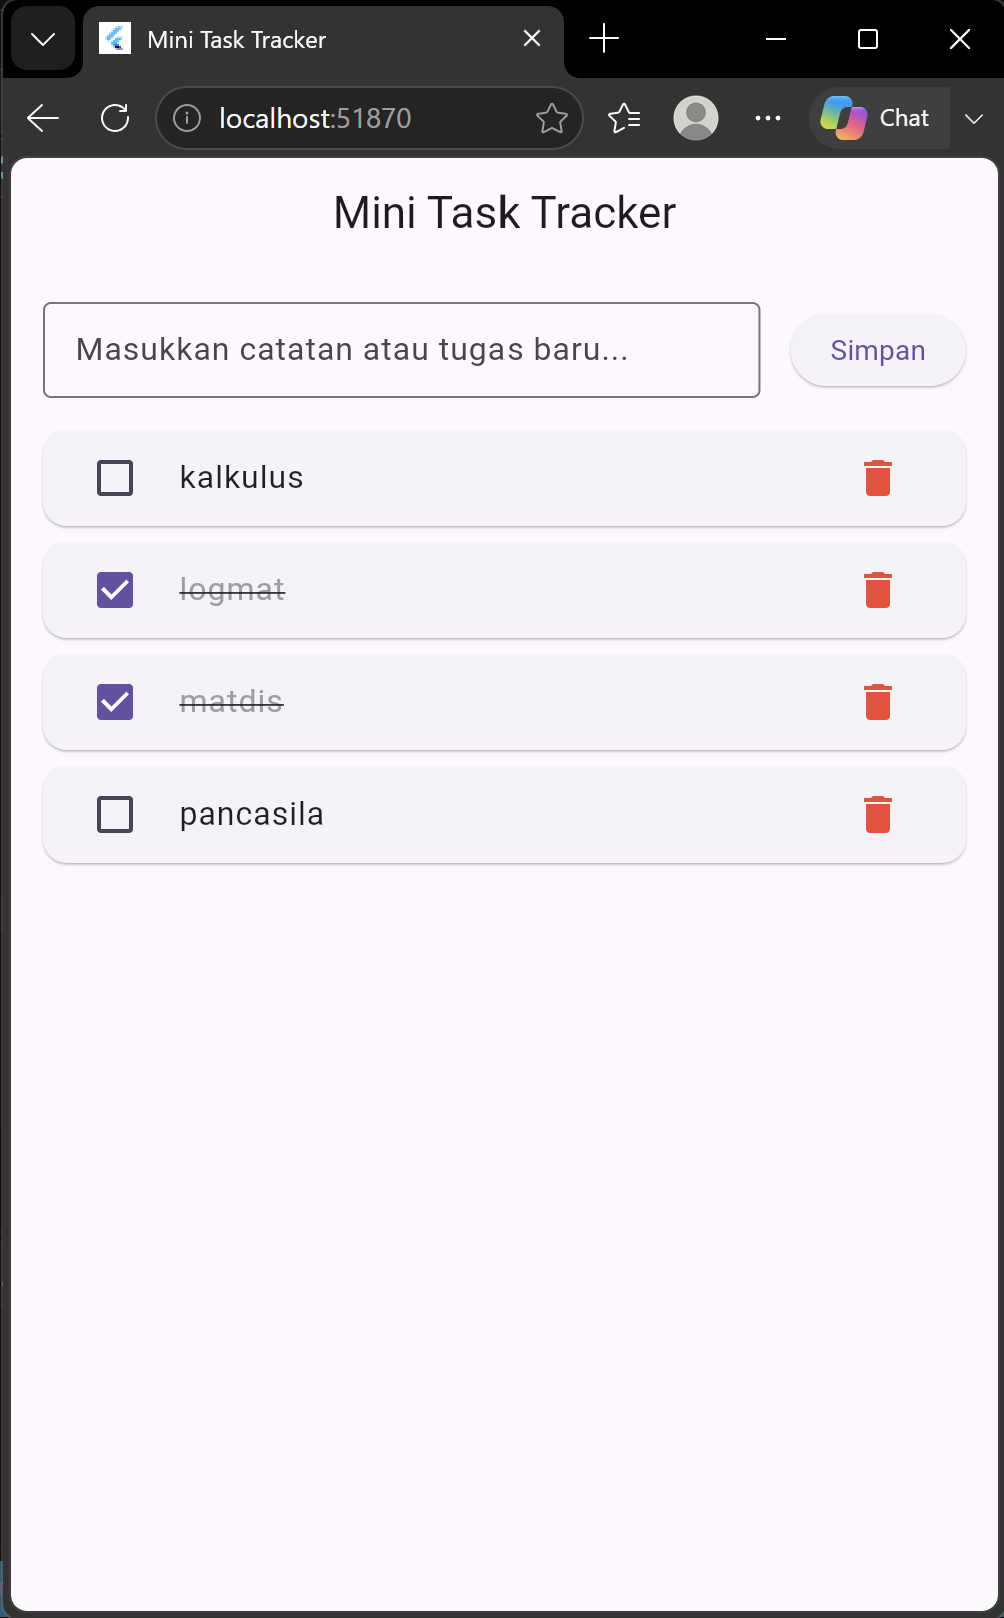 Mini Task Tracker
localhost:51870
Chat
Mini Task Tracker
Masukkan catatan atau tugas baru...
Simpan
kalkulus
logmat
matdis
pancasila